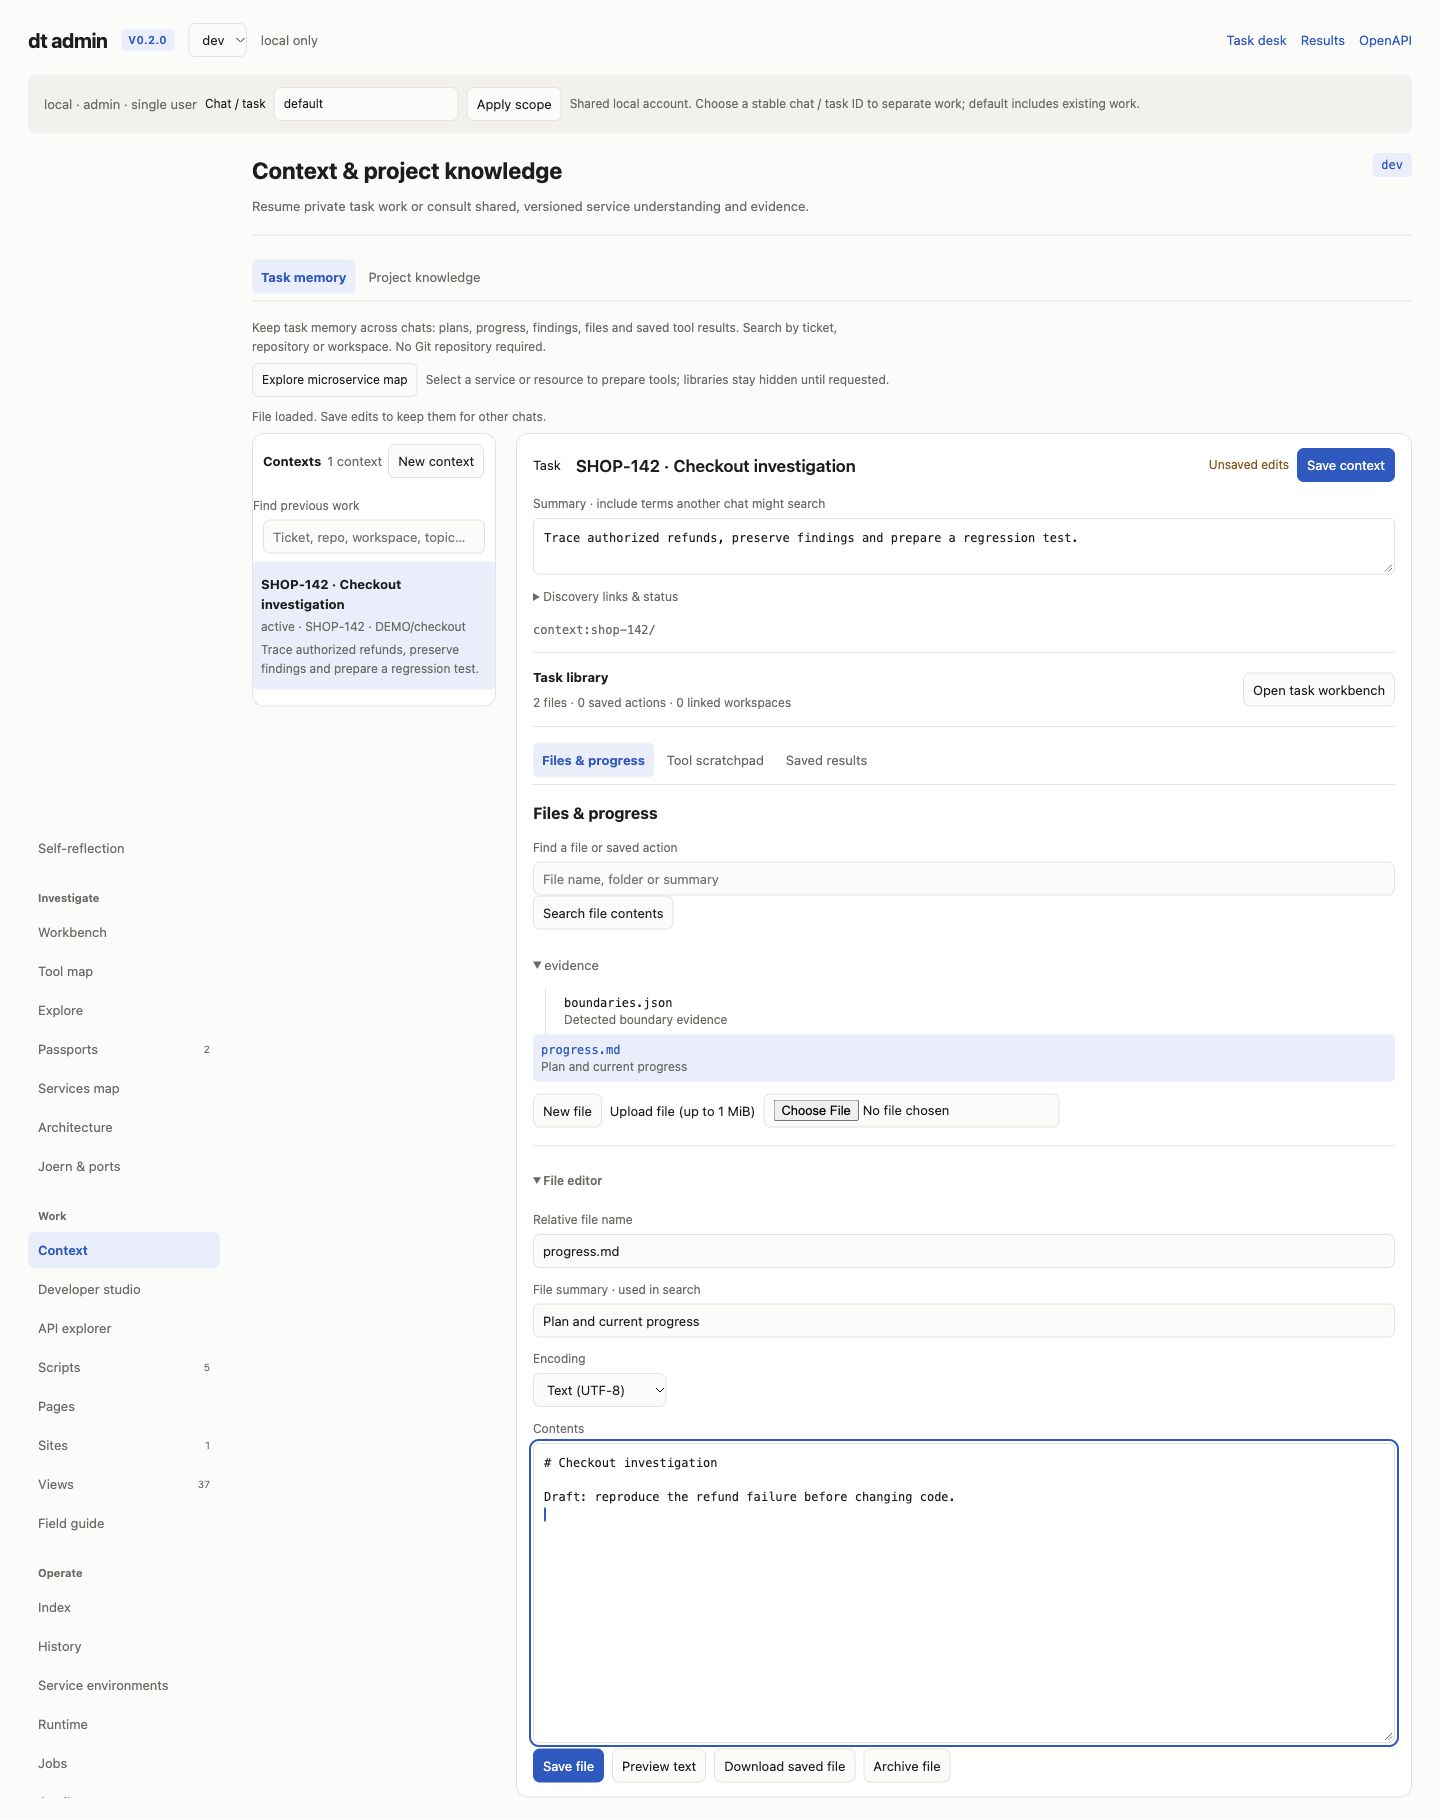 dt admin V0.2.0 dev local only Task desk Results OpenAPI
local · admin · single user Chat / task default Apply scope Shared local account. Choose a stable chat / task ID to separate work; default includes existing work.
Context & project knowledge dev
Resume private task work or consult shared, versioned service understanding and evidence.
Task memory Project knowledge
Keep task memory across chats: plans, progress, findings, files and saved tool results. Search by ticket,
repository or workspace. No Git repository required.
Explore microservice map Select a service or resource to prepare tools; libraries stay hidden until requested.
File loaded. Save edits to keep them for other chats.
Contexts 1 context New context
Find previous work
Ticket, repo, workspace, topic...
SHOP-142 · Checkout
investigation
active · SHOP-142 · DEMO/checkout
Trace authorized refunds, preserve
findings and prepare a regression test.
Task SHOP-142 · Checkout investigation Unsaved edits Save context
Summary · include terms another chat might search
Trace authorized refunds, preserve findings and prepare a regression test.
Discovery links & status
context:shop-142/
Task library
2 files · 0 saved actions · 0 linked workspaces
Open task workbench
Files & progress Tool scratchpad Saved results
Files & progress
Find a file or saved action
File name, folder or summary
Search file contents
evidence
boundaries.json
Detected boundary evidence
progress.md
Plan and current progress
New file Upload file (up to 1 MiB) Choose File No file chosen
File editor
Relative file name
progress.md
File summary · used in search
Plan and current progress
Encoding
Text (UTF-8)
Contents
# Checkout investigation
Draft: reproduce the refund failure before changing code.
Save file Preview text Download saved file Archive file
Self-reflection
Investigate
Workbench
Tool map
Explore
Passports 2
Services map
Architecture
Joern & ports
Work
Context
Developer studio
API explorer
Scripts 5
Pages
Sites 1
Views 37
Field guide
Operate
Index
History
Service environments
Runtime
Jobs